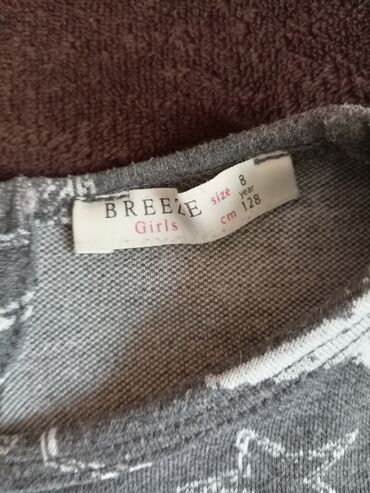 BREEZE
Girls
size 8 year
cm 128